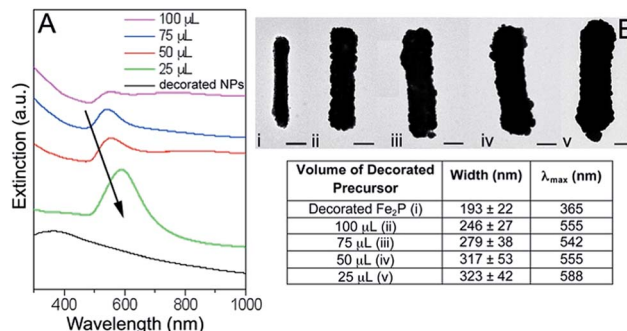 A
100 μL
75 μL
50 μL
25 μL
decorated NPs
Extinction (a.u.)
400 600 800 1000
Wavelength (nm)
B
i ii iii iv v
Volume of Decorated Precursor Width (nm) λmax (nm)
Decorated Fe₂P (i) 193 ± 22 365
100 μL (ii) 246 ± 27 555
75 μL (iii) 279 ± 38 542
50 μL (iv) 317 ± 53 555
25 μL (v) 323 ± 42 588